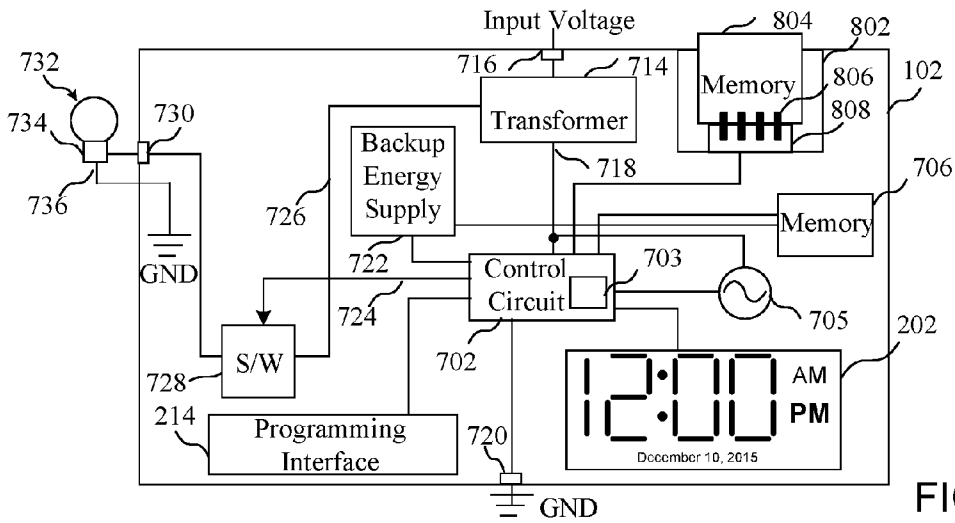 Input Voltage
804
802
732
716
714
Memory
806
102
734
730
Transformer
808
Backup
Energy
Supply
718
706
736
726
Memory
722
Control
Circuit
703
GND
724
705
702
202
S/W
728
12:00
AM
PM
214
Programming
Interface
720
December 10, 2015
GND
FIG